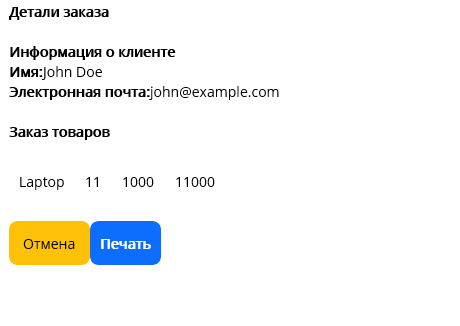 Детали заказа
Информация о клиенте
Имя:John Doe
Электронная почта:john@example.com
Заказ товаров
Laptop 11 1000 11000
Отмена Печать